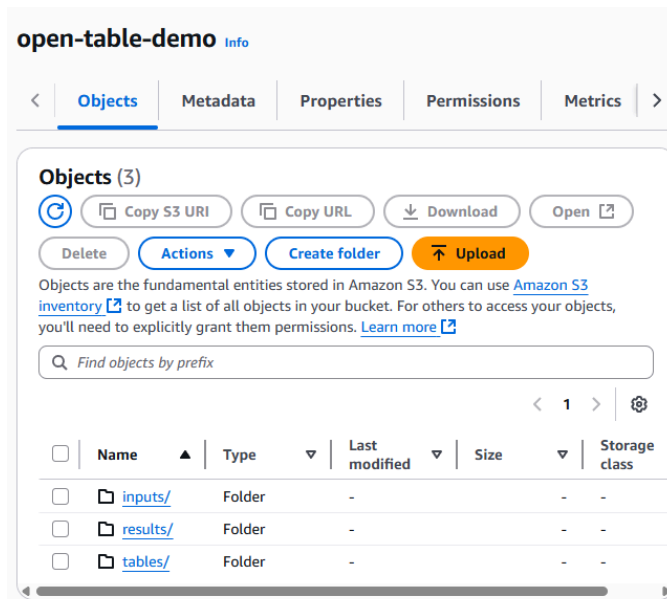 open-table-demo Info
Objects Metadata Properties Permissions Metrics
Objects (3)
Copy S3 URI Copy URL Download Open
Delete Actions Create folder Upload
Objects are the fundamental entities stored in Amazon S3. You can use Amazon S3
inventory to get a list of all objects in your bucket. For others to access your objects,
you'll need to explicitly grant them permissions. Learn more
Find objects by prefix
1
Name Type Last modified Size Storage class
inputs/ Folder - - -
results/ Folder - - -
tables/ Folder - - -